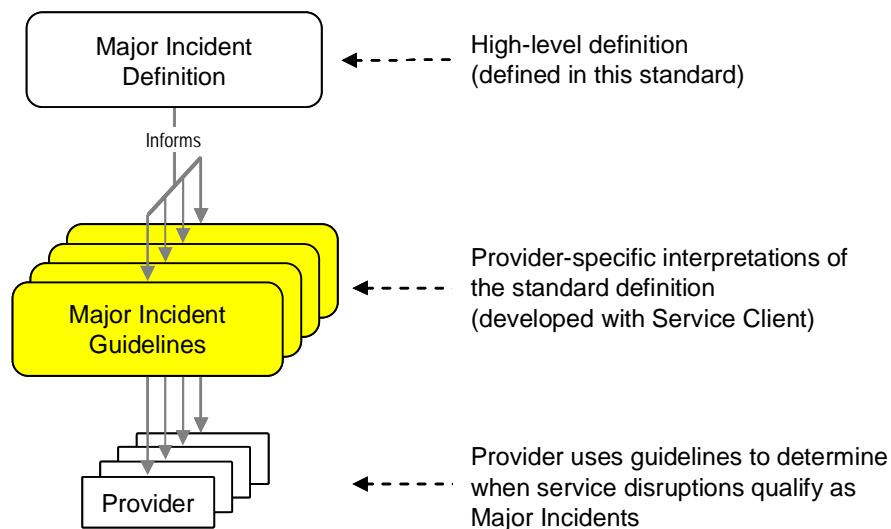 Major Incident
Definition
High-level definition
(defined in this standard)
Informs
Major Incident
Guidelines
Provider-specific interpretations of
the standard definition
(developed with Service Client)
Provider
Provider uses guidelines to determine
when service disruptions qualify as
Major Incidents